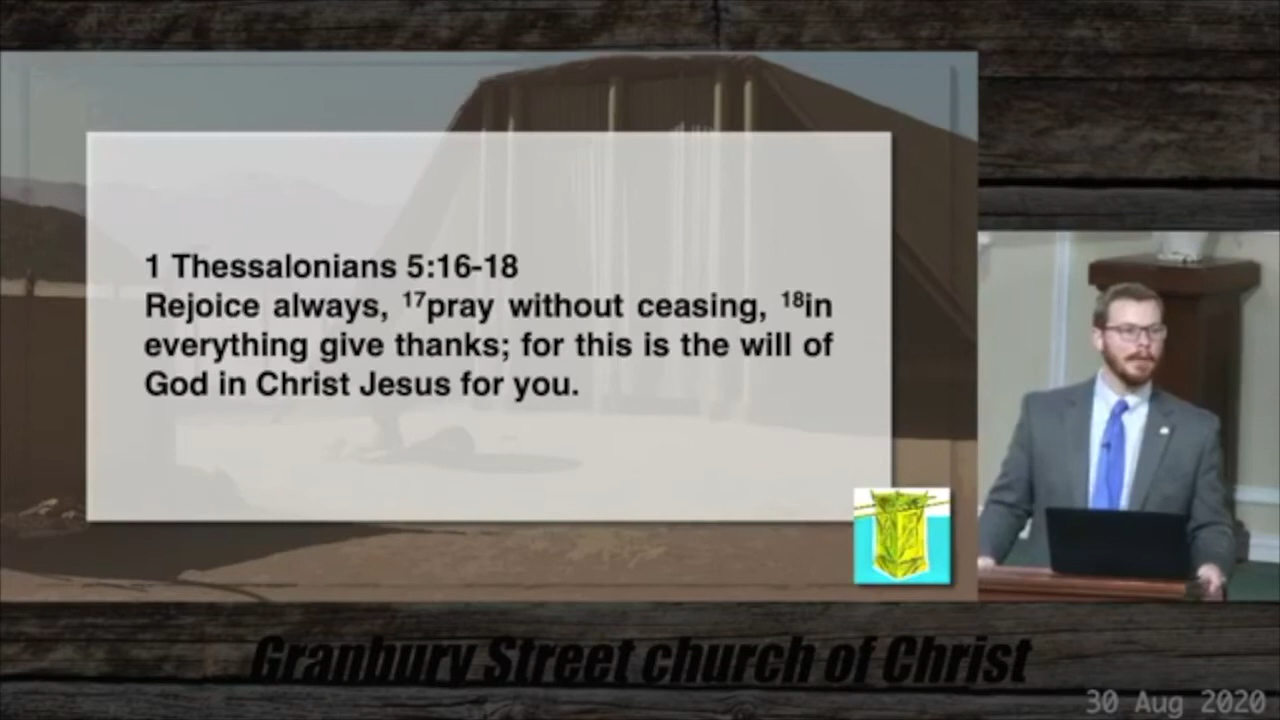 1 Thessalonians 5:16-18
Rejoice always, ¹⁷pray without ceasing, ¹⁸in
everything give thanks; for this is the will of
God in Christ Jesus for you.
Granbury Street church of Christ
30 Aug 2020